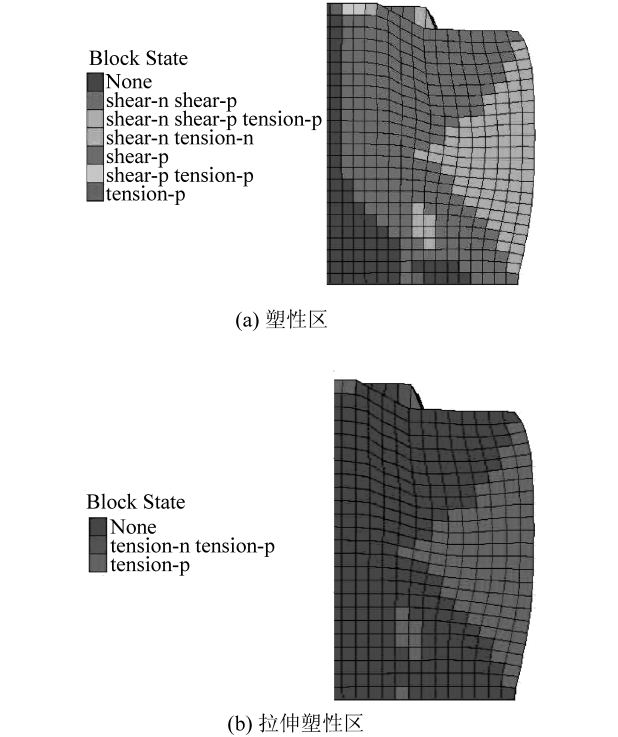 Block State
None
shear-n shear-p
shear-n shear-p tension-p
shear-n tension-n
shear-p
shear-p tension-p
tension-p
(a) 塑性区
Block State
None
tension-n tension-p
tension-p
(b) 拉伸塑性区